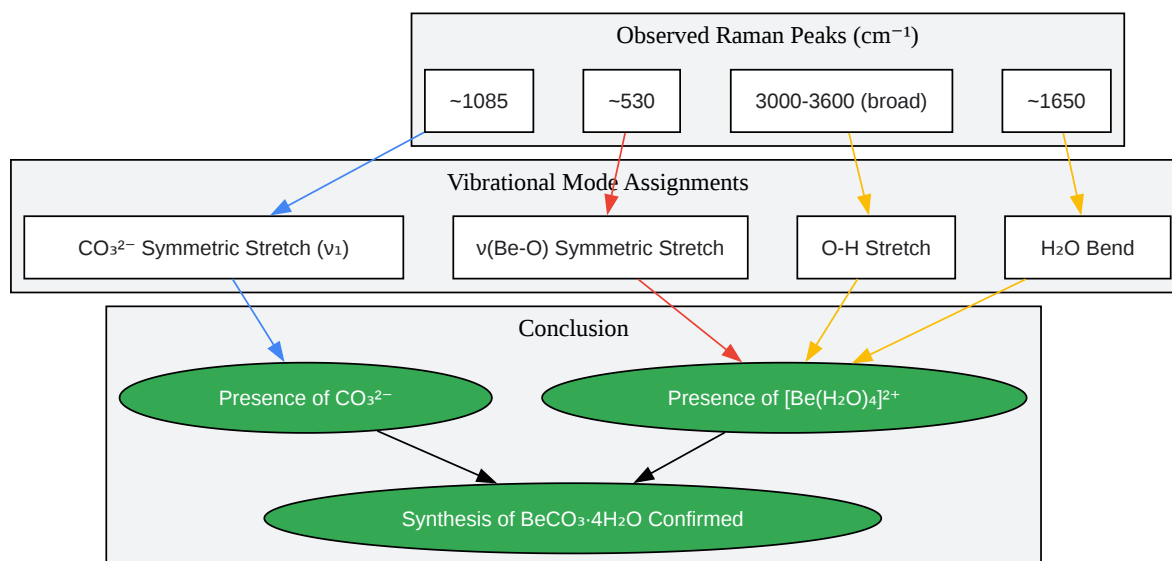 Observed Raman Peaks (cm⁻¹)
~1085
~530
3000-3600 (broad)
~1650
Vibrational Mode Assignments
CO₃²⁻ Symmetric Stretch (ν₁)
ν(Be-O) Symmetric Stretch
O-H Stretch
H₂O Bend
Conclusion
Presence of CO₃²⁻
Presence of [Be(H₂O)₄]²⁺
Synthesis of BeCO₃·4H₂O Confirmed